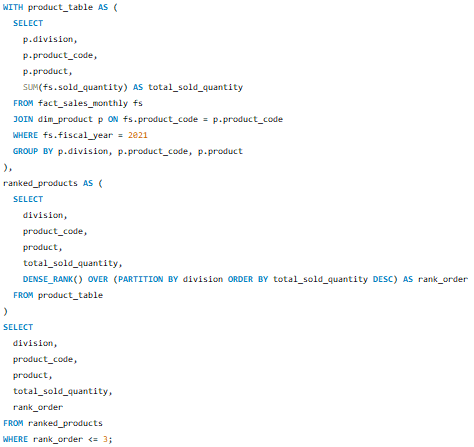 WITH product_table AS (
  SELECT
    p.division,
    p.product_code,
    p.product,
    SUM(fs.sold_quantity) AS total_sold_quantity
  FROM fact_sales_monthly fs
  JOIN dim_product p ON fs.product_code = p.product_code
  WHERE fs.fiscal_year = 2021
  GROUP BY p.division, p.product_code, p.product
),
ranked_products AS (
  SELECT
    division,
    product_code,
    product,
    total_sold_quantity,
    DENSE_RANK() OVER (PARTITION BY division ORDER BY total_sold_quantity DESC) AS rank_order
  FROM product_table
)
SELECT
  division,
  product_code,
  product,
  total_sold_quantity,
  rank_order
FROM ranked_products
WHERE rank_order <= 3;